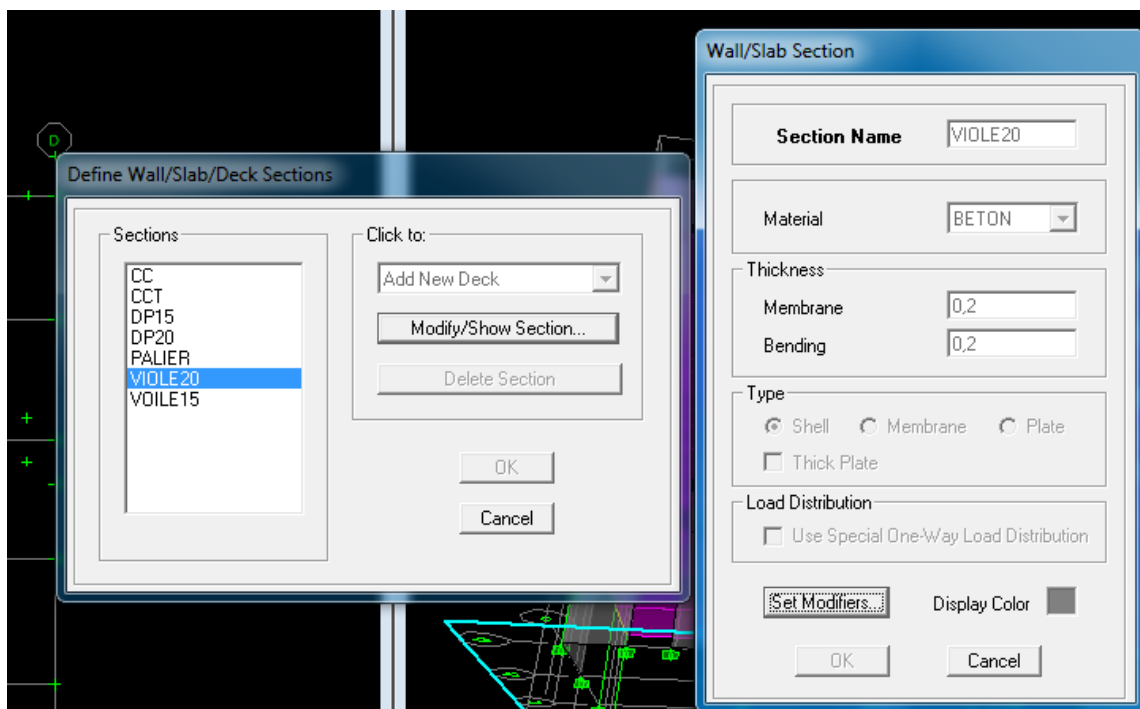 D
Define Wall/Slab/Deck Sections
Sections
CC
CCT
DP15
DP20
PALIER
VIOLE20
VOILE15
Click to:
Add New Deck
Modify/Show Section...
Delete Section
OK
Cancel
Wall/Slab Section
Section Name VIOLE20
Material BETON
Thickness
Membrane 0,2
Bending 0,2
Type
Shell Membrane Plate
Thick Plate
Load Distribution
Use Special One-Way Load Distribution
Set Modifiers... Display Color
OK Cancel